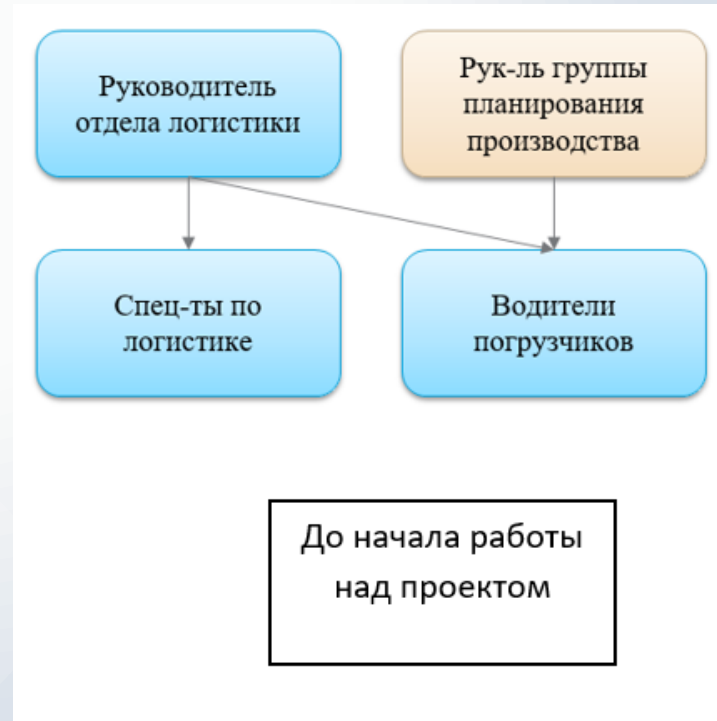 Руководитель
отдела логистики
Рук-ль группы
планирования
производства
Спец-ты по
логистике
Водители
погрузчиков
До начала работы
над проектом